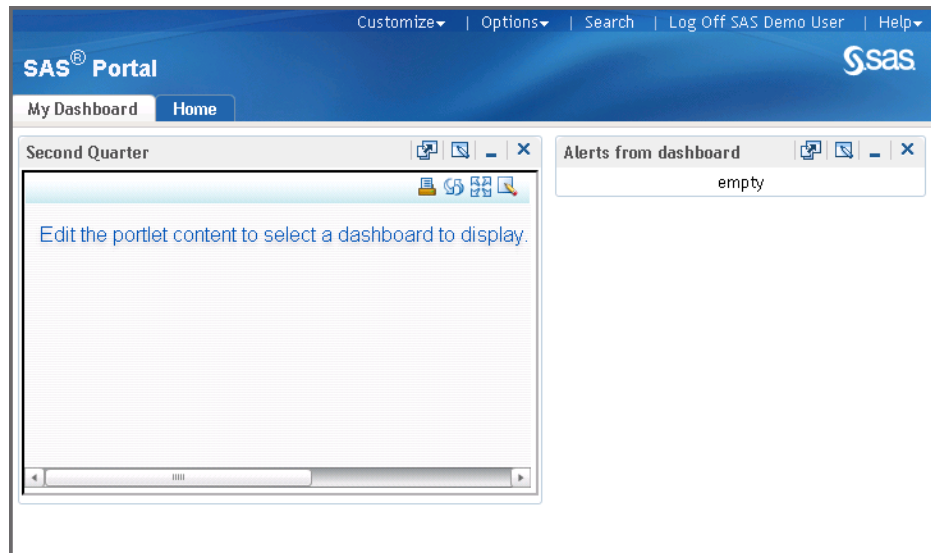 Customize | Options | Search | Log Off SAS Demo User | Help
SAS® Portal
sas
My Dashboard Home
Second Quarter
Alerts from dashboard
empty
Edit the portlet content to select a dashboard to display.